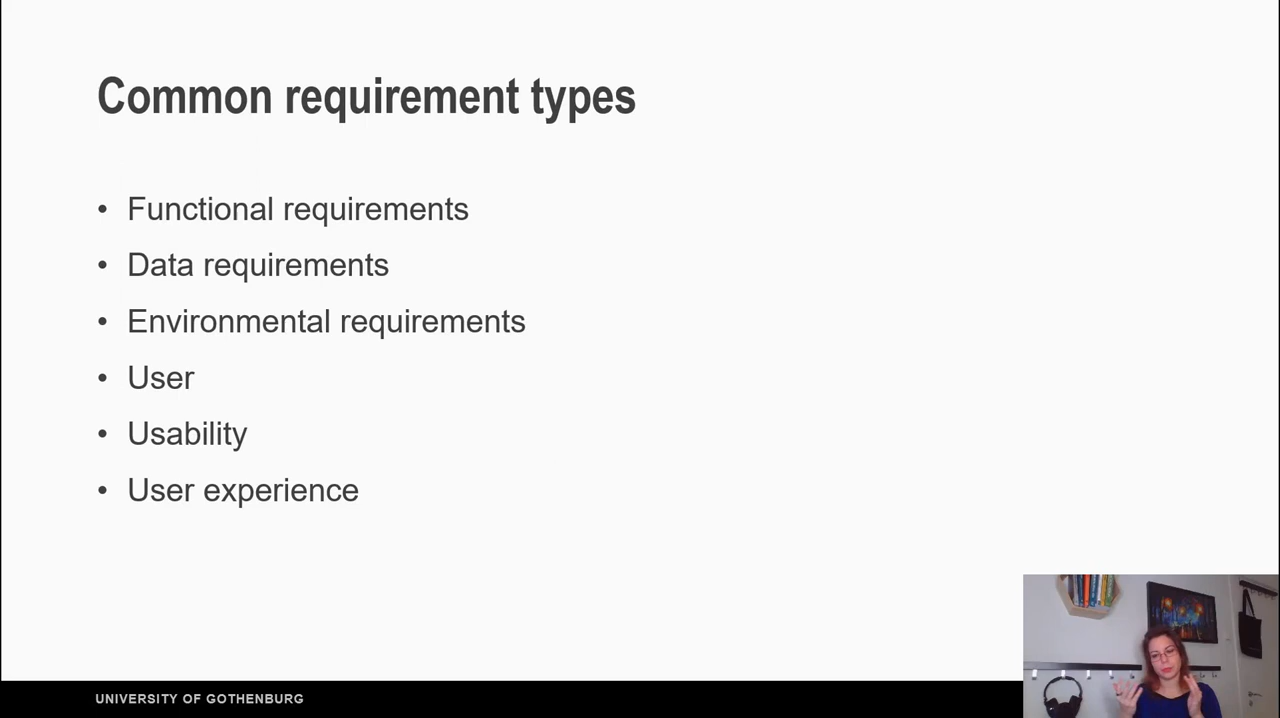 Common requirement types
• Functional requirements
• Data requirements
• Environmental requirements
• User
• Usability
• User experience
UNIVERSITY OF GOTHENBURG